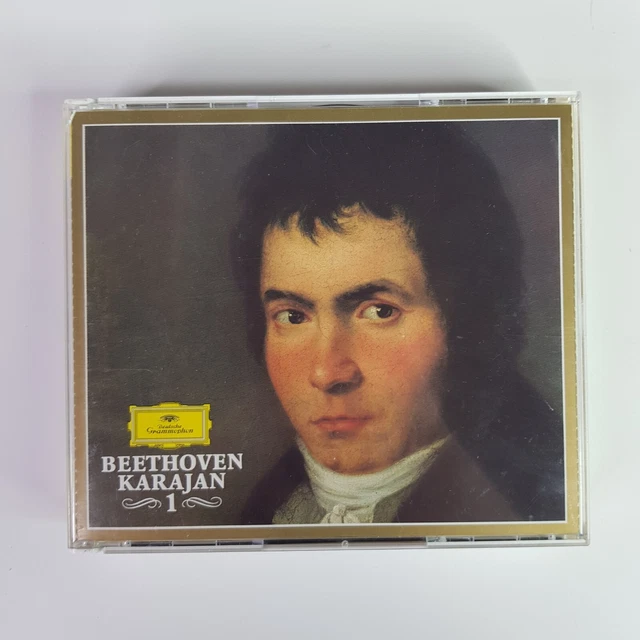 Deutsche
Grammophon
BEETHOVEN
KARAJAN
1